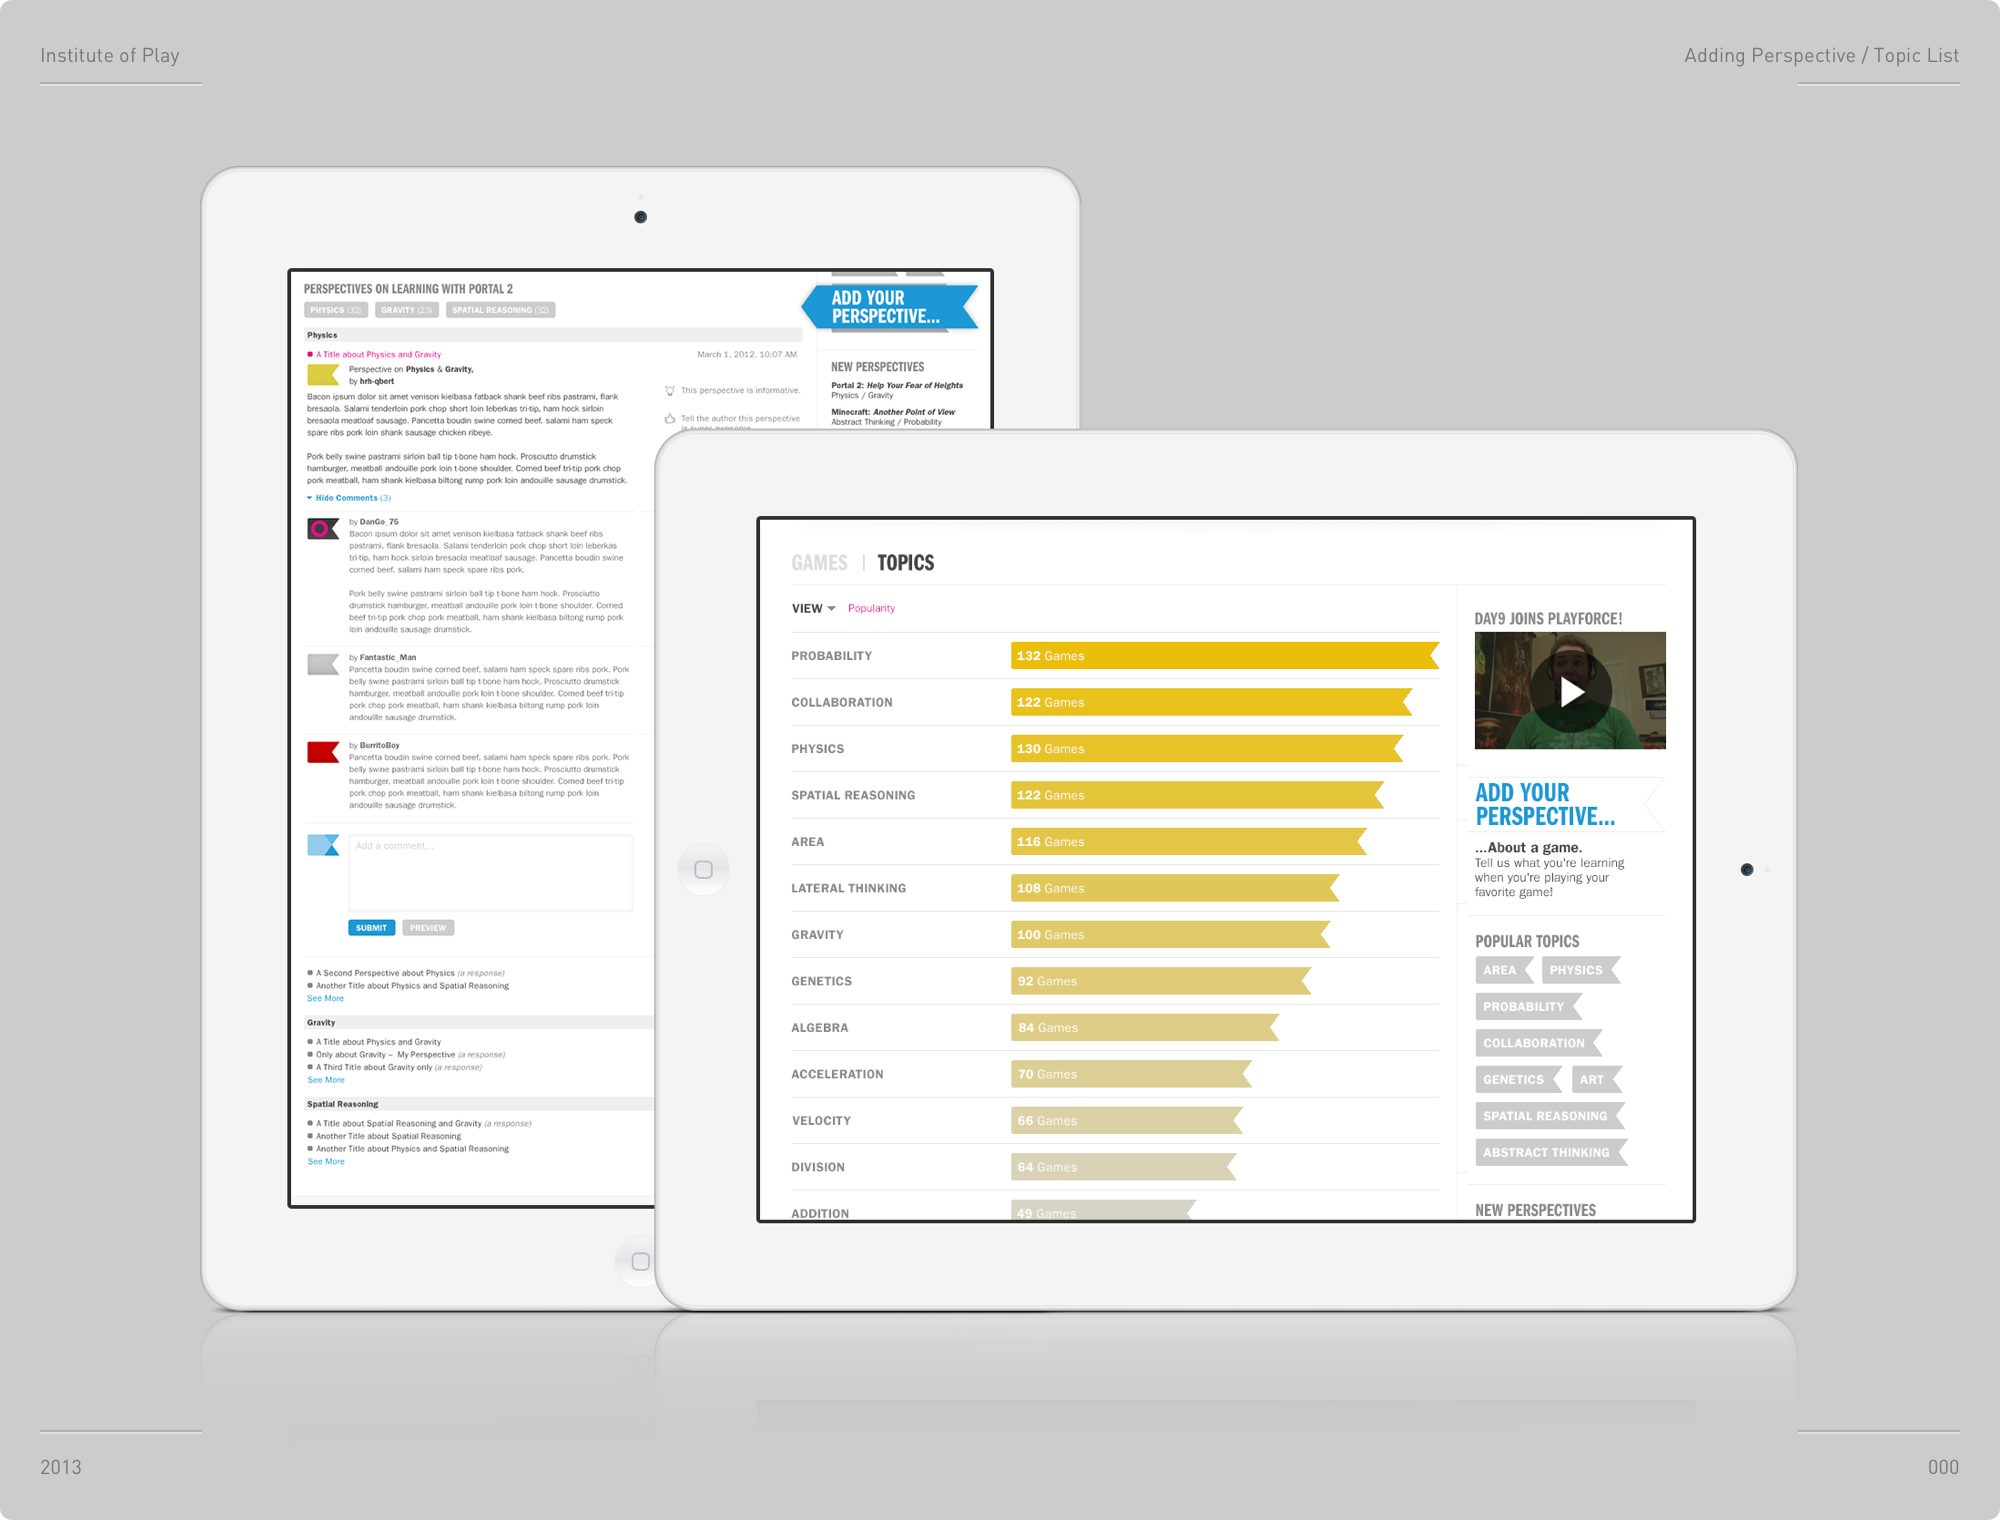 Institute of Play
Adding Perspective / Topic List
PERSPECTIVES ON LEARNING WITH PORTAL 2
PHYSICS (32)
GRAVITY (23)
SPATIAL REASONING (32)
Physics
A Title about Physics and Gravity
March 1, 2012, 10:07 AM
Perspective on Physics & Gravity,
by hrh-qbert
Bacon ipsum dolor sit amet venison kielbasa fatback shank beef ribs pastrami, flank
bresaola. Salami tenderloin pork chop short loin leberkas tri-tip, ham hock sirloin
bresaola meatloaf sausage. Pancetta boudin swine corned beef, salami ham speck
spare ribs pork loin shank sausage chicken ribeye.
Pork belly swine pastrami sirloin ball tip t-bone ham hock. Prosciutto drumstick
hamburger, meatball andouille pork loin t-bone shoulder. Corned beef tri-tip pork chop
pork meatball, ham shank kielbasa biltong rump pork loin andouille sausage drumstick.
This perspective is informative.
Tell the author this perspective
is super awesome
Hide Comments (3)
by DanGo_75
Bacon ipsum dolor sit amet venison kielbasa fatback shank beef ribs
pastrami, flank bresaola. Salami tenderloin pork chop short loin leberkas
tri-tip, ham hock sirloin bresaola meatloaf sausage. Pancetta boudin swine
corned beef, salami ham speck spare ribs pork.
Pork belly swine pastrami sirloin ball tip t-bone ham hock. Prosciutto
drumstick hamburger, meatball andouille pork loin t-bone shoulder. Corned
beef tri-tip pork chop pork meatball, ham shank kielbasa biltong rump pork
loin andouille sausage drumstick.
by Fantastic_Man
Pancetta boudin swine corned beef, salami ham speck spare ribs pork. Pork
belly swine pastrami sirloin ball tip t-bone ham hock. Prosciutto drumstick
hamburger, meatball andouille pork loin t-bone shoulder. Corned beef tri-tip
pork chop pork meatball, ham shank kielbasa biltong rump pork loin
andouille sausage drumstick.
by BurritoBoy
Pancetta boudin swine corned beef, salami ham speck spare ribs pork. Pork
belly swine pastrami sirloin ball tip t-bone ham hock. Prosciutto drumstick
hamburger, meatball andouille pork loin t-bone shoulder. Corned beef tri-tip
pork chop pork meatball, ham shank kielbasa biltong rump pork loin
andouille sausage drumstick.
Add a comment...
SUBMIT
PREVIEW
A Second Perspective about Physics (a response)
Another Title about Physics and Spatial Reasoning
See More
Gravity
A Title about Physics and Gravity
Only about Gravity – My Perspective (a response)
A Third Title about Gravity only (a response)
See More
Spatial Reasoning
A Title about Spatial Reasoning and Gravity (a response)
Another Title about Spatial Reasoning
Another Title about Physics and Spatial Reasoning
See More
ADD YOUR
PERSPECTIVE...
NEW PERSPECTIVES
Portal 2: Help Your Fear of Heights
Physics / Gravity
Minecraft: Another Point of View
Abstract Thinking / Probability
GAMES | TOPICS
VIEW Popularity
PROBABILITY 132 Games
COLLABORATION 122 Games
PHYSICS 130 Games
SPATIAL REASONING 122 Games
AREA 116 Games
LATERAL THINKING 108 Games
GRAVITY 100 Games
GENETICS 92 Games
ALGEBRA 84 Games
ACCELERATION 70 Games
VELOCITY 66 Games
DIVISION 64 Games
ADDITION 49 Games
DAY9 JOINS PLAYFORCE!
ADD YOUR
PERSPECTIVE...
...About a game.
Tell us what you're learning
when you're playing your
favorite game!
POPULAR TOPICS
AREA
PHYSICS
PROBABILITY
COLLABORATION
GENETICS
ART
SPATIAL REASONING
ABSTRACT THINKING
NEW PERSPECTIVES
2013
000